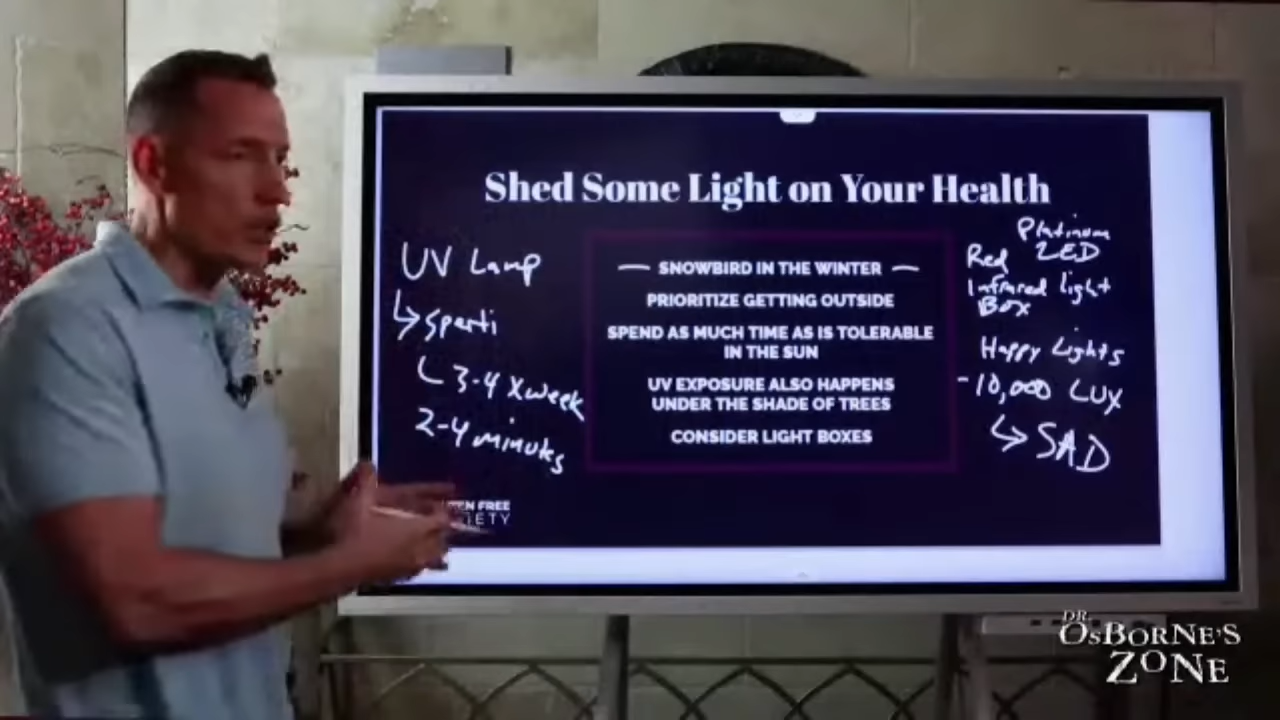 Shed Some Light on Your Health
UV Lamp
Sperti
3-4 x week
2-4 minutes
SNOWBIRD IN THE WINTER
PRIORITIZE GETTING OUTSIDE
SPEND AS MUCH TIME AS IS TOLERABLE
IN THE SUN
UV EXPOSURE ALSO HAPPENS
UNDER THE SHADE OF TREES
CONSIDER LIGHT BOXES
Platinum
Red LED
Infrared Light
Box
Happy Lights
- 10,000 LUX
SAD
FREE
DR.
OSBORNE'S
ZONE